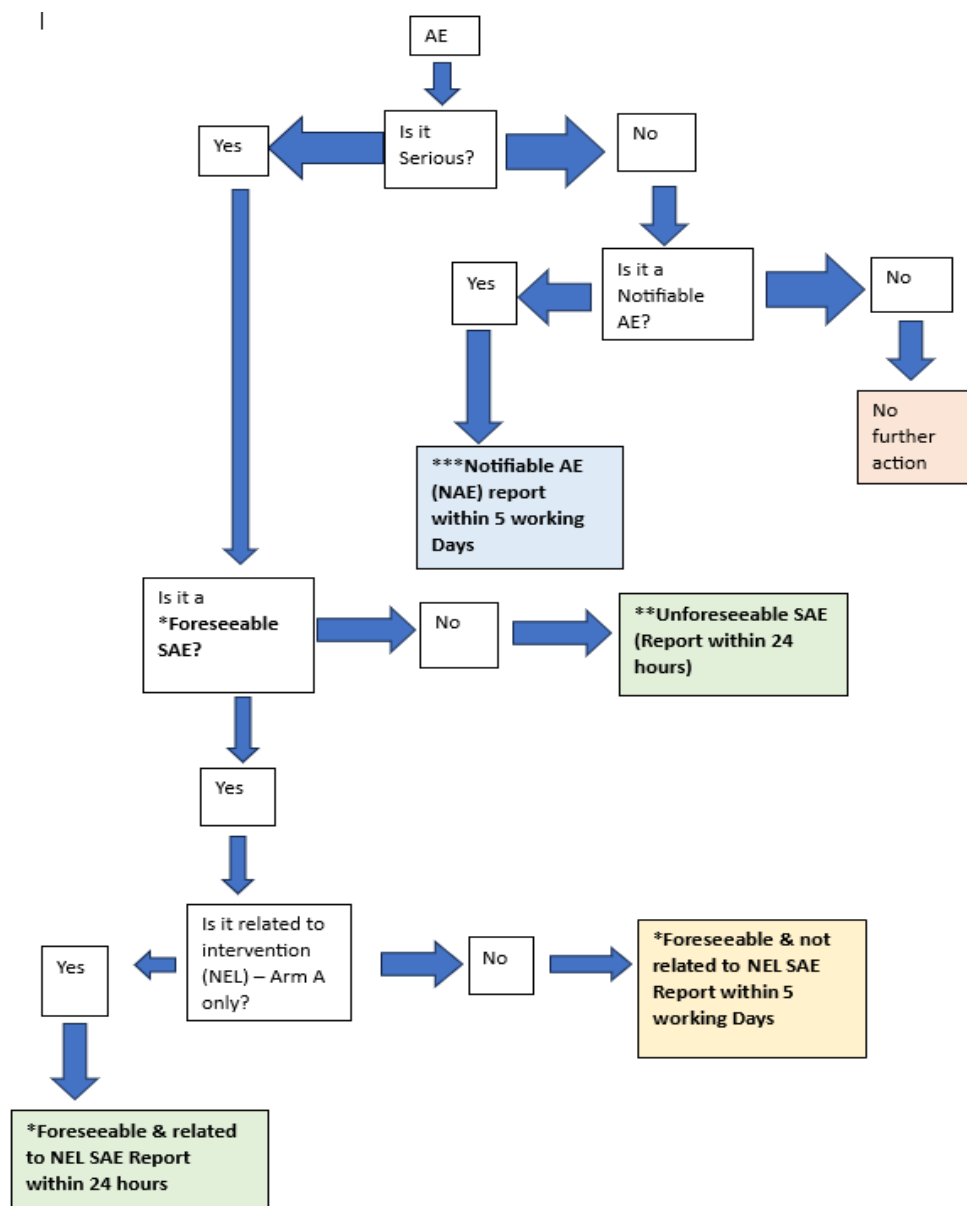 AE
Is it
Serious?
Yes
No
Is it a
Notifiable
AE?
Yes
No
No
further
action
***Notifiable AE
(NAE) report
within 5 working
Days
Is it a
*Foreseeable
SAE?
No
**Unforeseeable SAE
(Report within 24
hours)
Yes
Is it related to
intervention
(NEL) – Arm A
only?
Yes
No
*Foreseeable & not
related to NEL SAE
Report within 5
working Days
*Foreseeable & related
to NEL SAE Report
within 24 hours